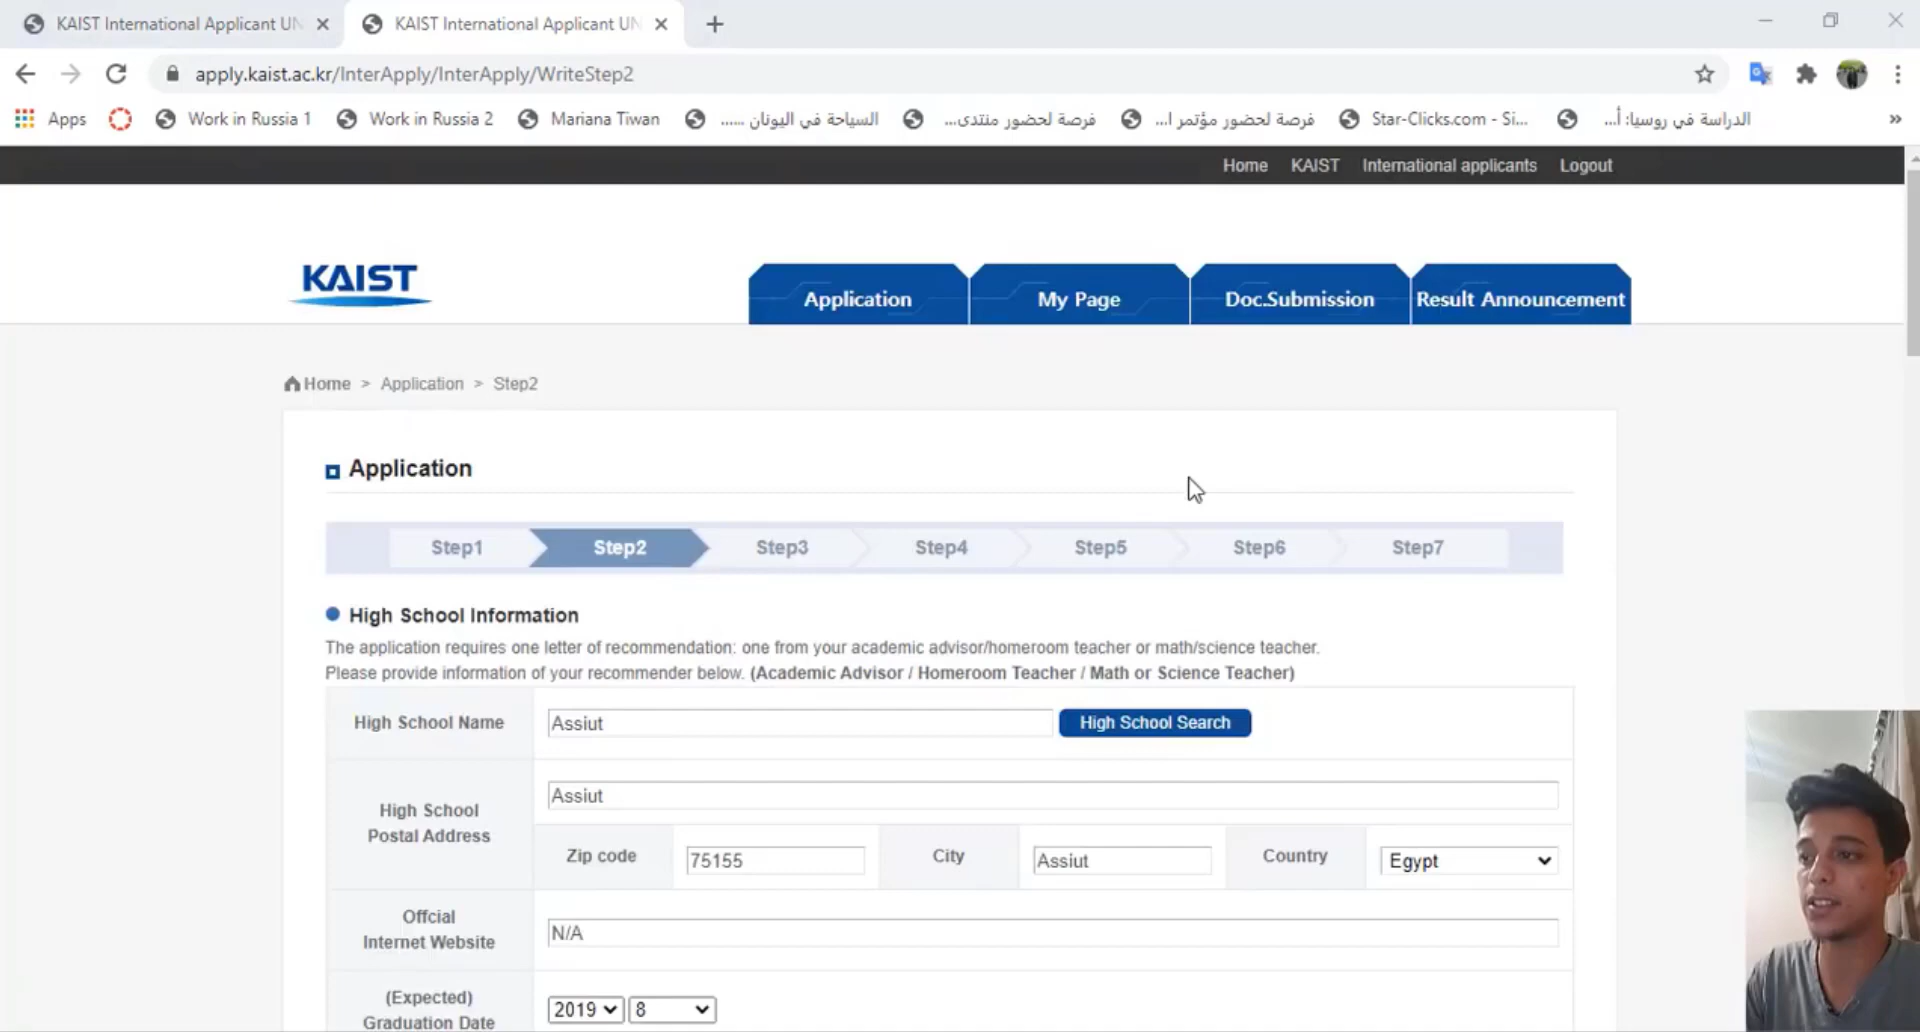 KAIST International Applicant UN
KAIST International Applicant UN
apply.kaist.ac.kr/InterApply/InterApply/WriteStep2
Apps
Work in Russia 1
Work in Russia 2
Mariana Tiwan
السياحة في اليونان ......
فرصة لحضور منتدى...
فرصة لحضور مؤتمر ا...
Star-Clicks.com - Si...
الدراسة في روسيا: أ...
»
Home KAIST International applicants Logout
KAIST
Application
My Page
Doc.Submission
Result Announcement
Home > Application > Step2
Application
Step1 Step2 Step3 Step4 Step5 Step6 Step7
High School Information
The application requires one letter of recommendation: one from your academic advisor/homeroom teacher or math/science teacher.
Please provide information of your recommender below. (Academic Advisor / Homeroom Teacher / Math or Science Teacher)
High School Name
Assiut
High School Search
High School
Postal Address
Assiut
Zip code
75155
City
Assiut
Country
Egypt
Offcial
Internet Website
N/A
(Expected)
Graduation Date
2019
8